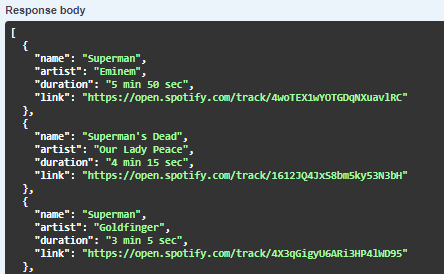 Response body
[
  {
    "name": "Superman",
    "artist": "Eminem",
    "duration": "5 min 50 sec",
    "link": "https://open.spotify.com/track/4woTEX1wYOTGDqNXuavlRC"
  },
  {
    "name": "Superman's Dead",
    "artist": "Our Lady Peace",
    "duration": "4 min 15 sec",
    "link": "https://open.spotify.com/track/1612JQ4JxS8bm5ky53N3bH"
  },
  {
    "name": "Superman",
    "artist": "Goldfinger",
    "duration": "3 min 5 sec",
    "link": "https://open.spotify.com/track/4X3qGigyU6ARi3HP4lWD95"
  },